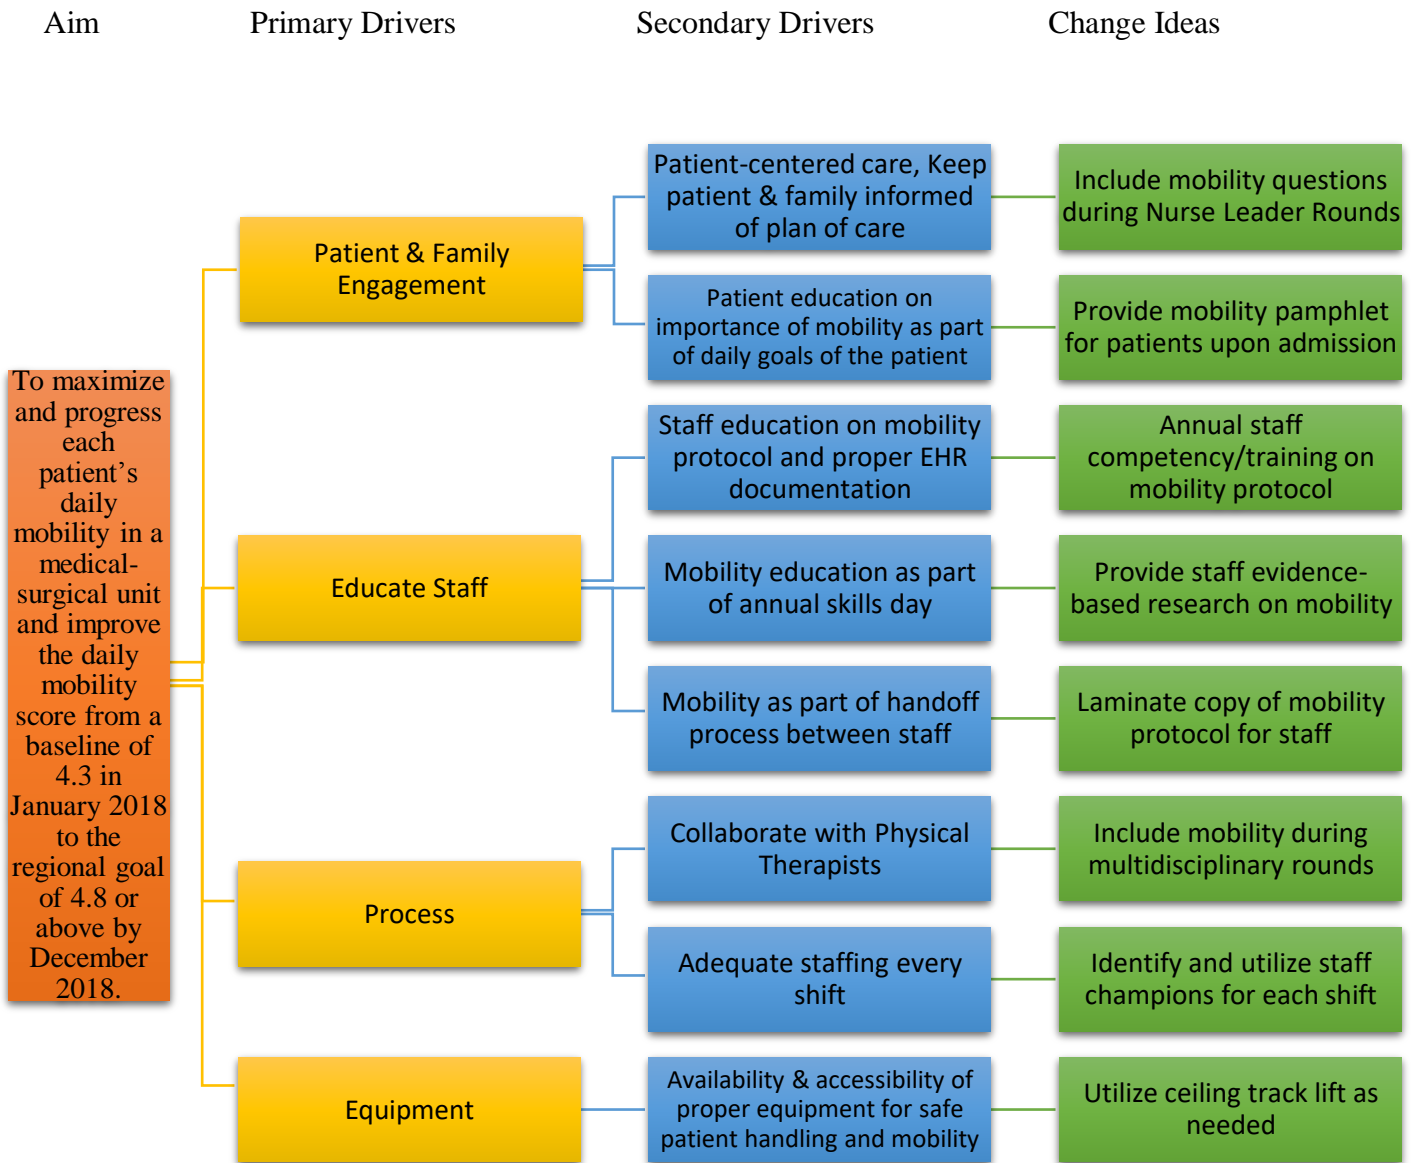 Aim
Primary Drivers
Secondary Drivers
Change Ideas
To maximize
and progress
each
patient’s
daily
mobility in a
medical-
surgical unit
and improve
the daily
mobility
score from a
baseline of
4.3 in
January 2018
to the
regional goal
of 4.8 or
above by
December
2018.
Patient & Family
Engagement
Patient-centered care, Keep
patient & family informed
of plan of care
Include mobility questions
during Nurse Leader Rounds
Patient education on
importance of mobility as part
of daily goals of the patient
Provide mobility pamphlet
for patients upon admission
Educate Staff
Staff education on mobility
protocol and proper EHR
documentation
Annual staff
competency/training on
mobility protocol
Mobility education as part
of annual skills day
Provide staff evidence-
based research on mobility
Mobility as part of handoff
process between staff
Laminate copy of mobility
protocol for staff
Process
Collaborate with Physical
Therapists
Include mobility during
multidisciplinary rounds
Adequate staffing every
shift
Identify and utilize staff
champions for each shift
Equipment
Availability & accessibility of
proper equipment for safe
patient handling and mobility
Utilize ceiling track lift as
needed